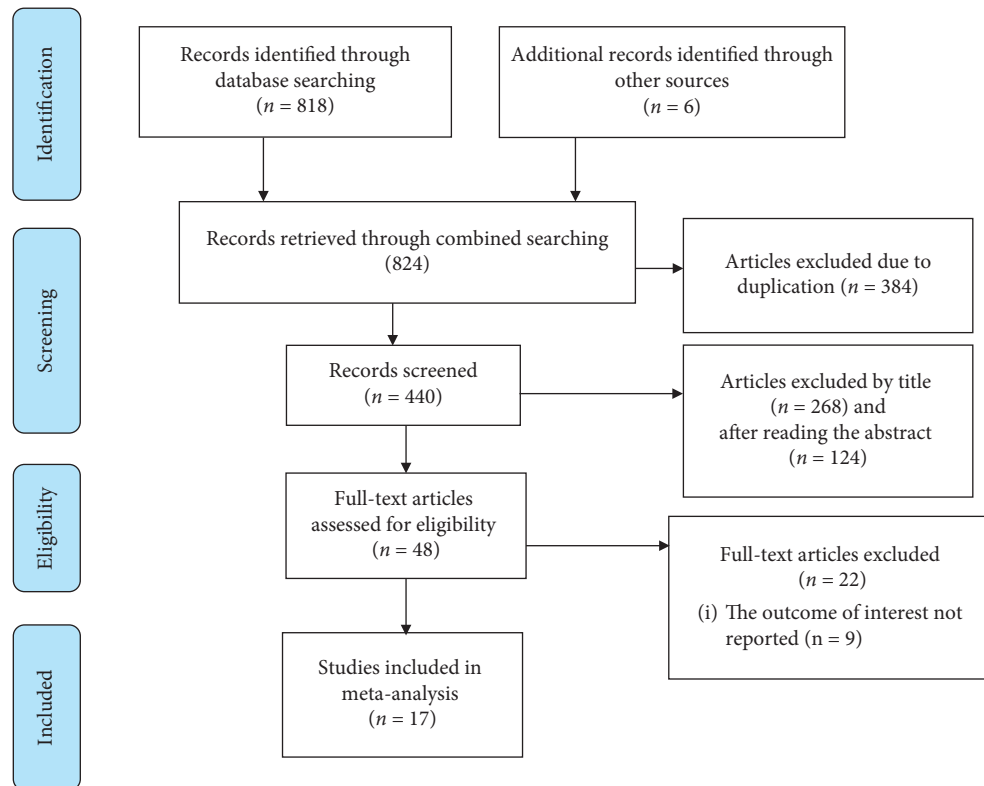 Identification
Records identified through
database searching
(n = 818)
Additional records identified through
other sources
(n = 6)
Screening
Records retrieved through combined searching
(824)
Articles excluded due to
duplication (n = 384)
Records screened
(n = 440)
Articles excluded by title
(n = 268) and
after reading the abstract
(n = 124)
Eligibility
Full-text articles
assessed for eligibility
(n = 48)
Full-text articles excluded
(n = 22)
(i) The outcome of interest not
reported (n = 9)
Included
Studies included in
meta-analysis
(n = 17)